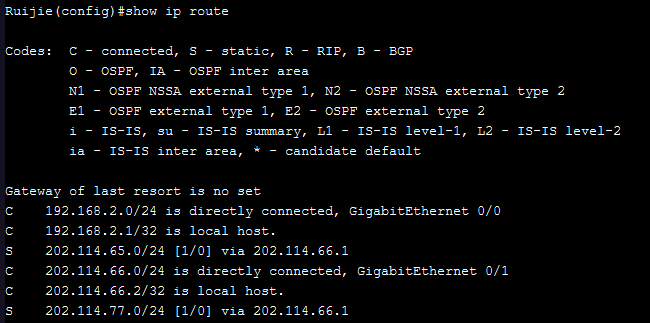 Ruijie(config)#show ip route
Codes:  C - connected, S - static, R - RIP, B - BGP
        O - OSPF, IA - OSPF inter area
        N1 - OSPF NSSA external type 1, N2 - OSPF NSSA external type 2
        E1 - OSPF external type 1, E2 - OSPF external type 2
        i - IS-IS, su - IS-IS summary, L1 - IS-IS level-1, L2 - IS-IS level-2
        ia - IS-IS inter area, * - candidate default
Gateway of last resort is no set
C    192.168.2.0/24 is directly connected, GigabitEthernet 0/0
C    192.168.2.1/32 is local host.
S    202.114.65.0/24 [1/0] via 202.114.66.1
C    202.114.66.0/24 is directly connected, GigabitEthernet 0/1
C    202.114.66.2/32 is local host.
S    202.114.77.0/24 [1/0] via 202.114.66.1